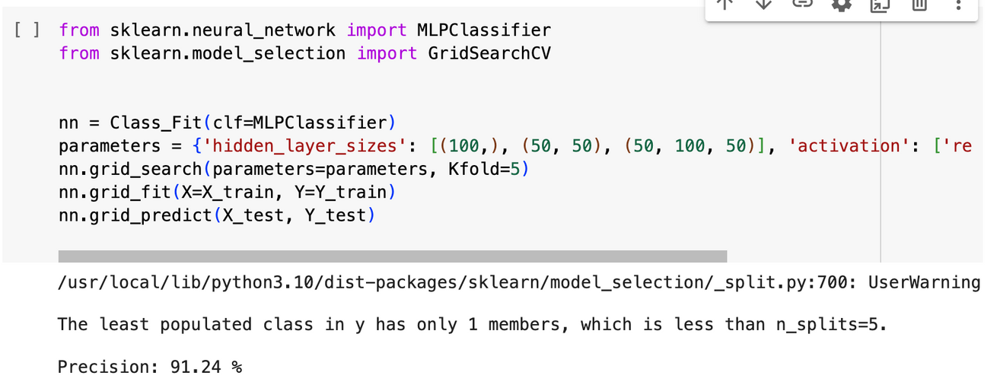 [ ] from sklearn.neural_network import MLPClassifier
from sklearn.model_selection import GridSearchCV
nn = Class_Fit(clf=MLPClassifier)
parameters = {'hidden_layer_sizes': [(100,), (50, 50), (50, 100, 50)], 'activation': ['re
nn.grid_search(parameters=parameters, Kfold=5)
nn.grid_fit(X=X_train, Y=Y_train)
nn.grid_predict(X_test, Y_test)
/usr/local/lib/python3.10/dist-packages/sklearn/model_selection/_split.py:700: UserWarning
The least populated class in y has only 1 members, which is less than n_splits=5.
Precision: 91.24 %